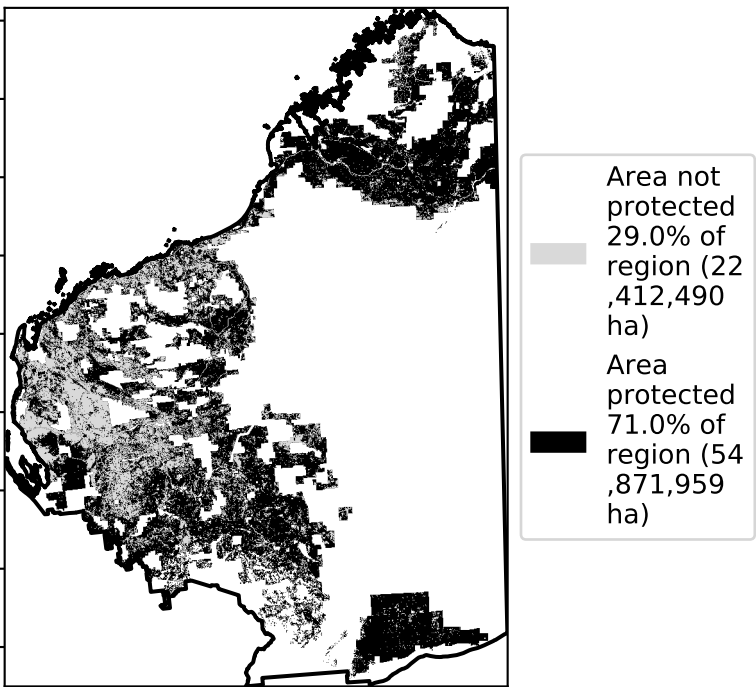 Area not
protected
29.0% of
region (22
,412,490
ha)
Area
protected
71.0% of
region (54
,871,959
ha)